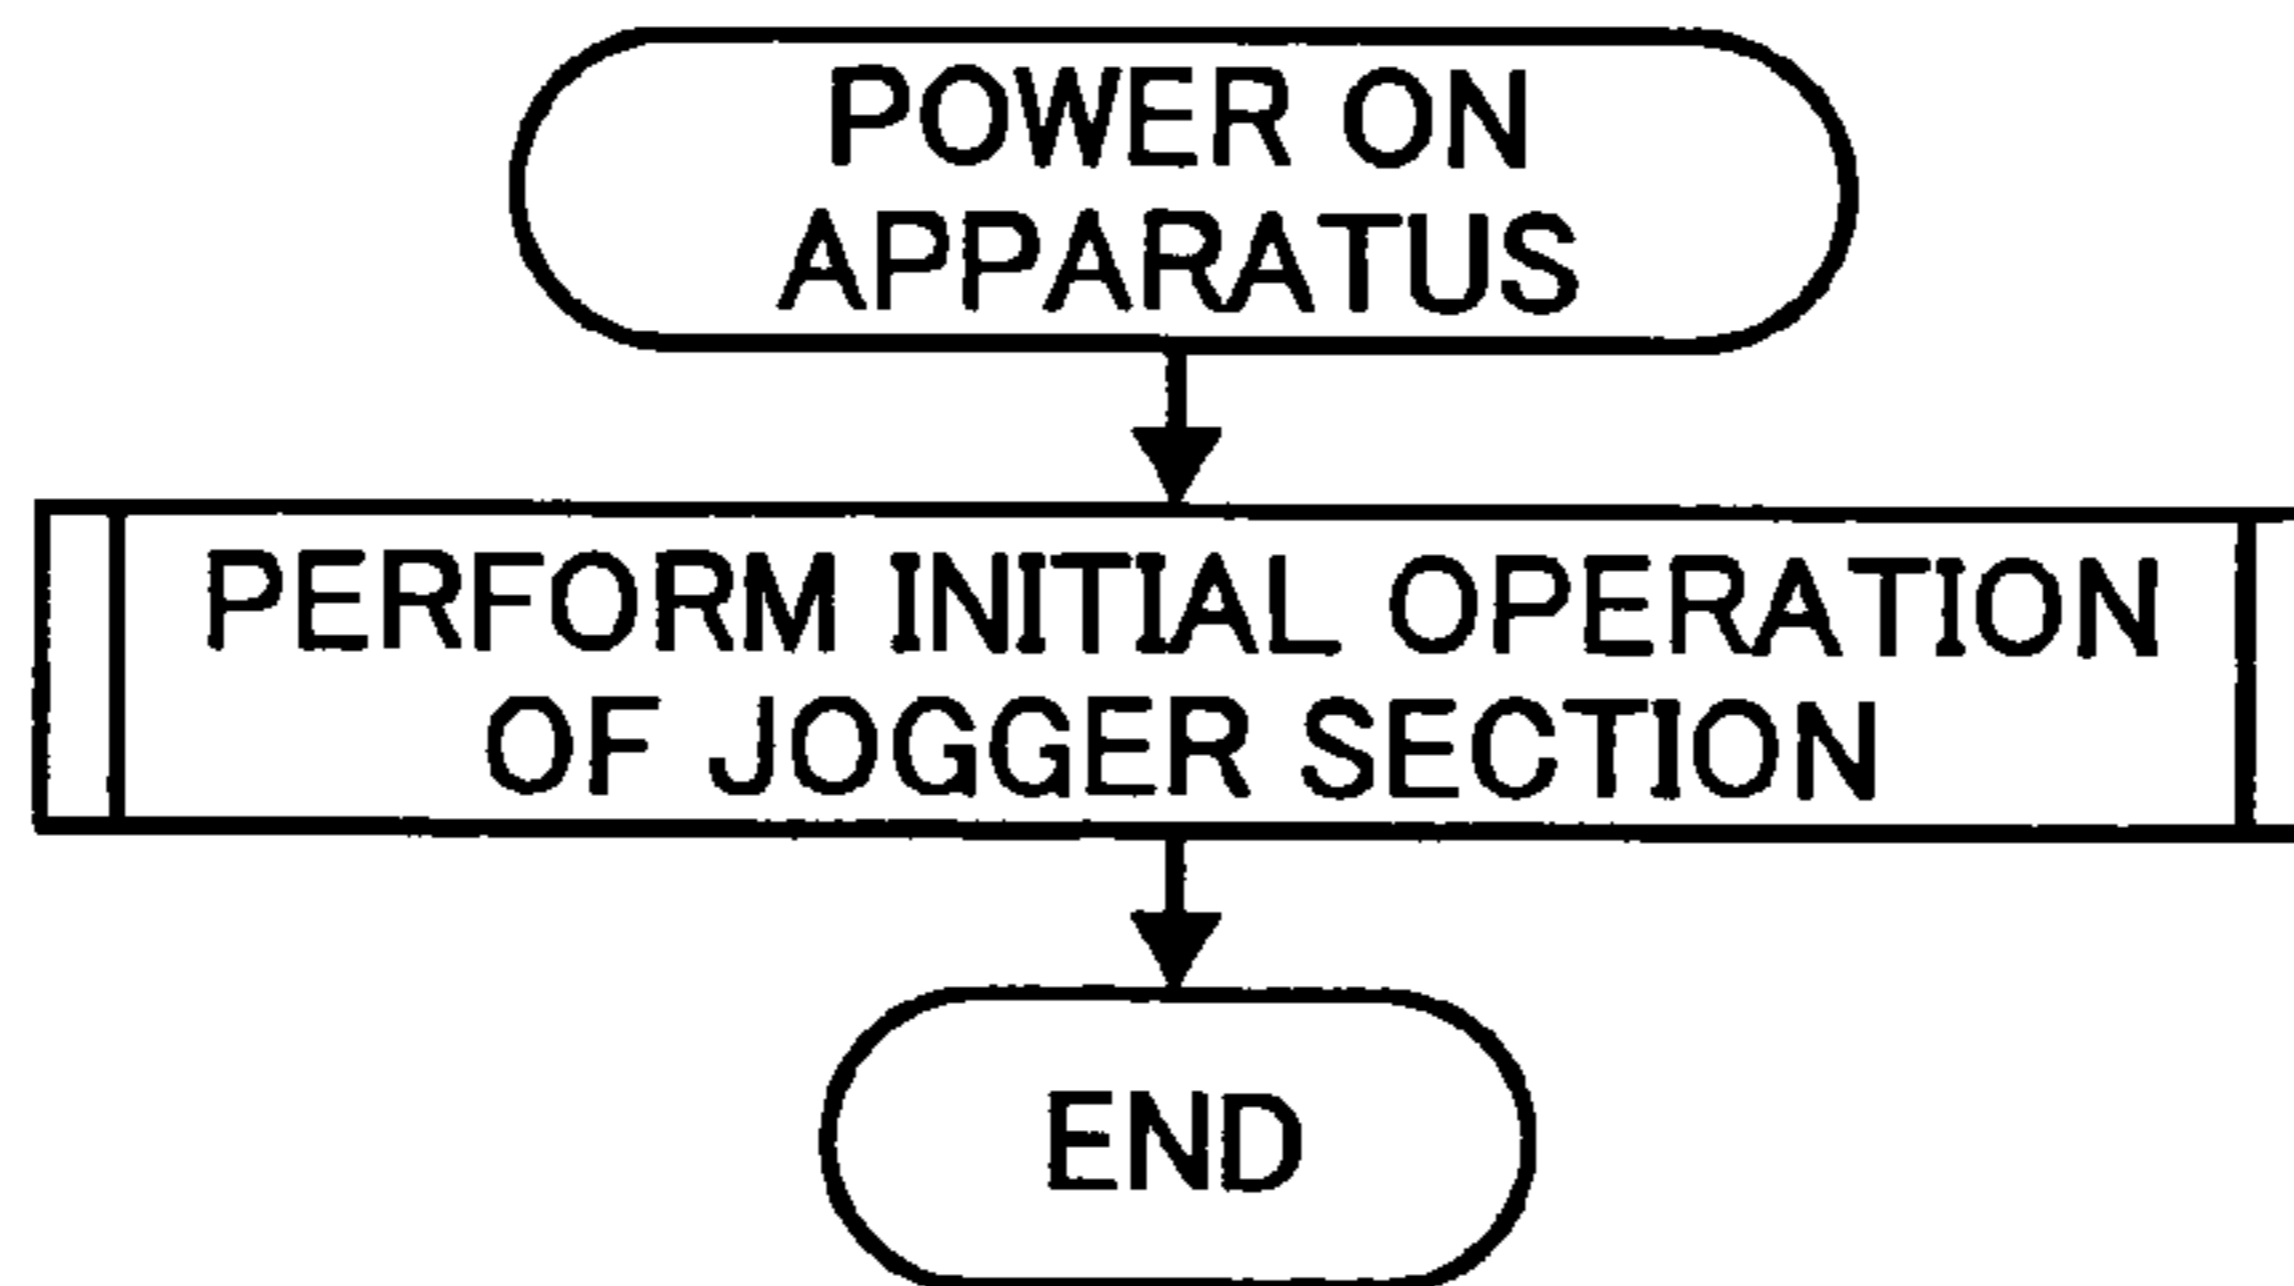 POWER ON
APPARATUS
PERFORM INITIAL OPERATION
OF JOGGER SECTION
END